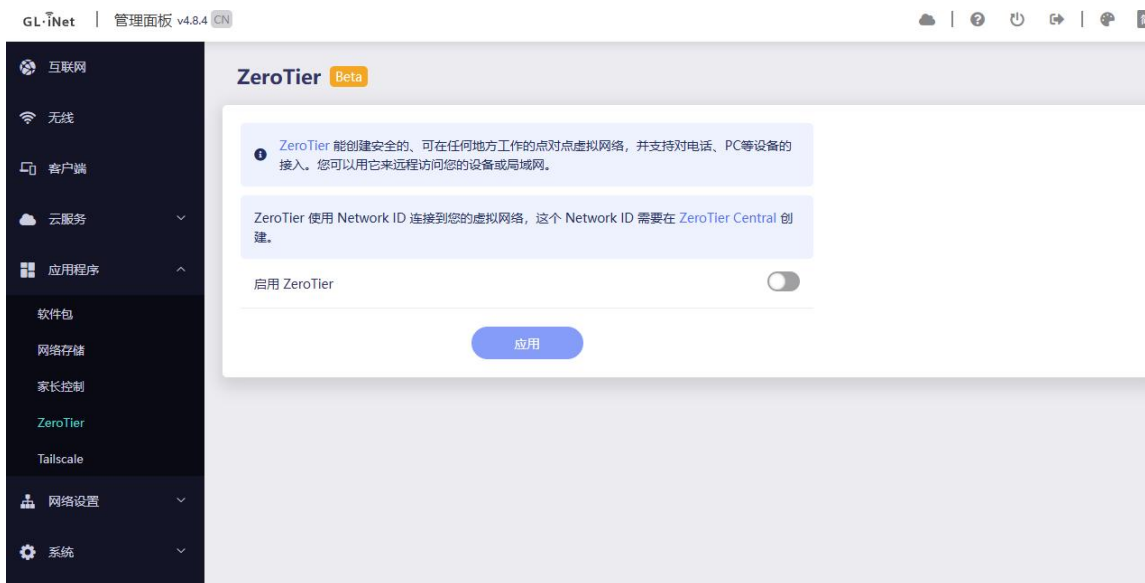 GL·iNet | 管理面板 v4.8.4 CN
互联网
无线
客户端
云服务
应用程序
软件包
网络存储
家长控制
ZeroTier
Tailscale
网络设置
系统
ZeroTier Beta
ZeroTier 能创建安全的、可在任何地方工作的点对点虚拟网络，并支持对电话、PC等设备的
接入。您可以用它来远程访问您的设备或局域网。
ZeroTier 使用 Network ID 连接到您的虚拟网络，这个 Network ID 需要在 ZeroTier Central 创
建。
启用 ZeroTier
应用